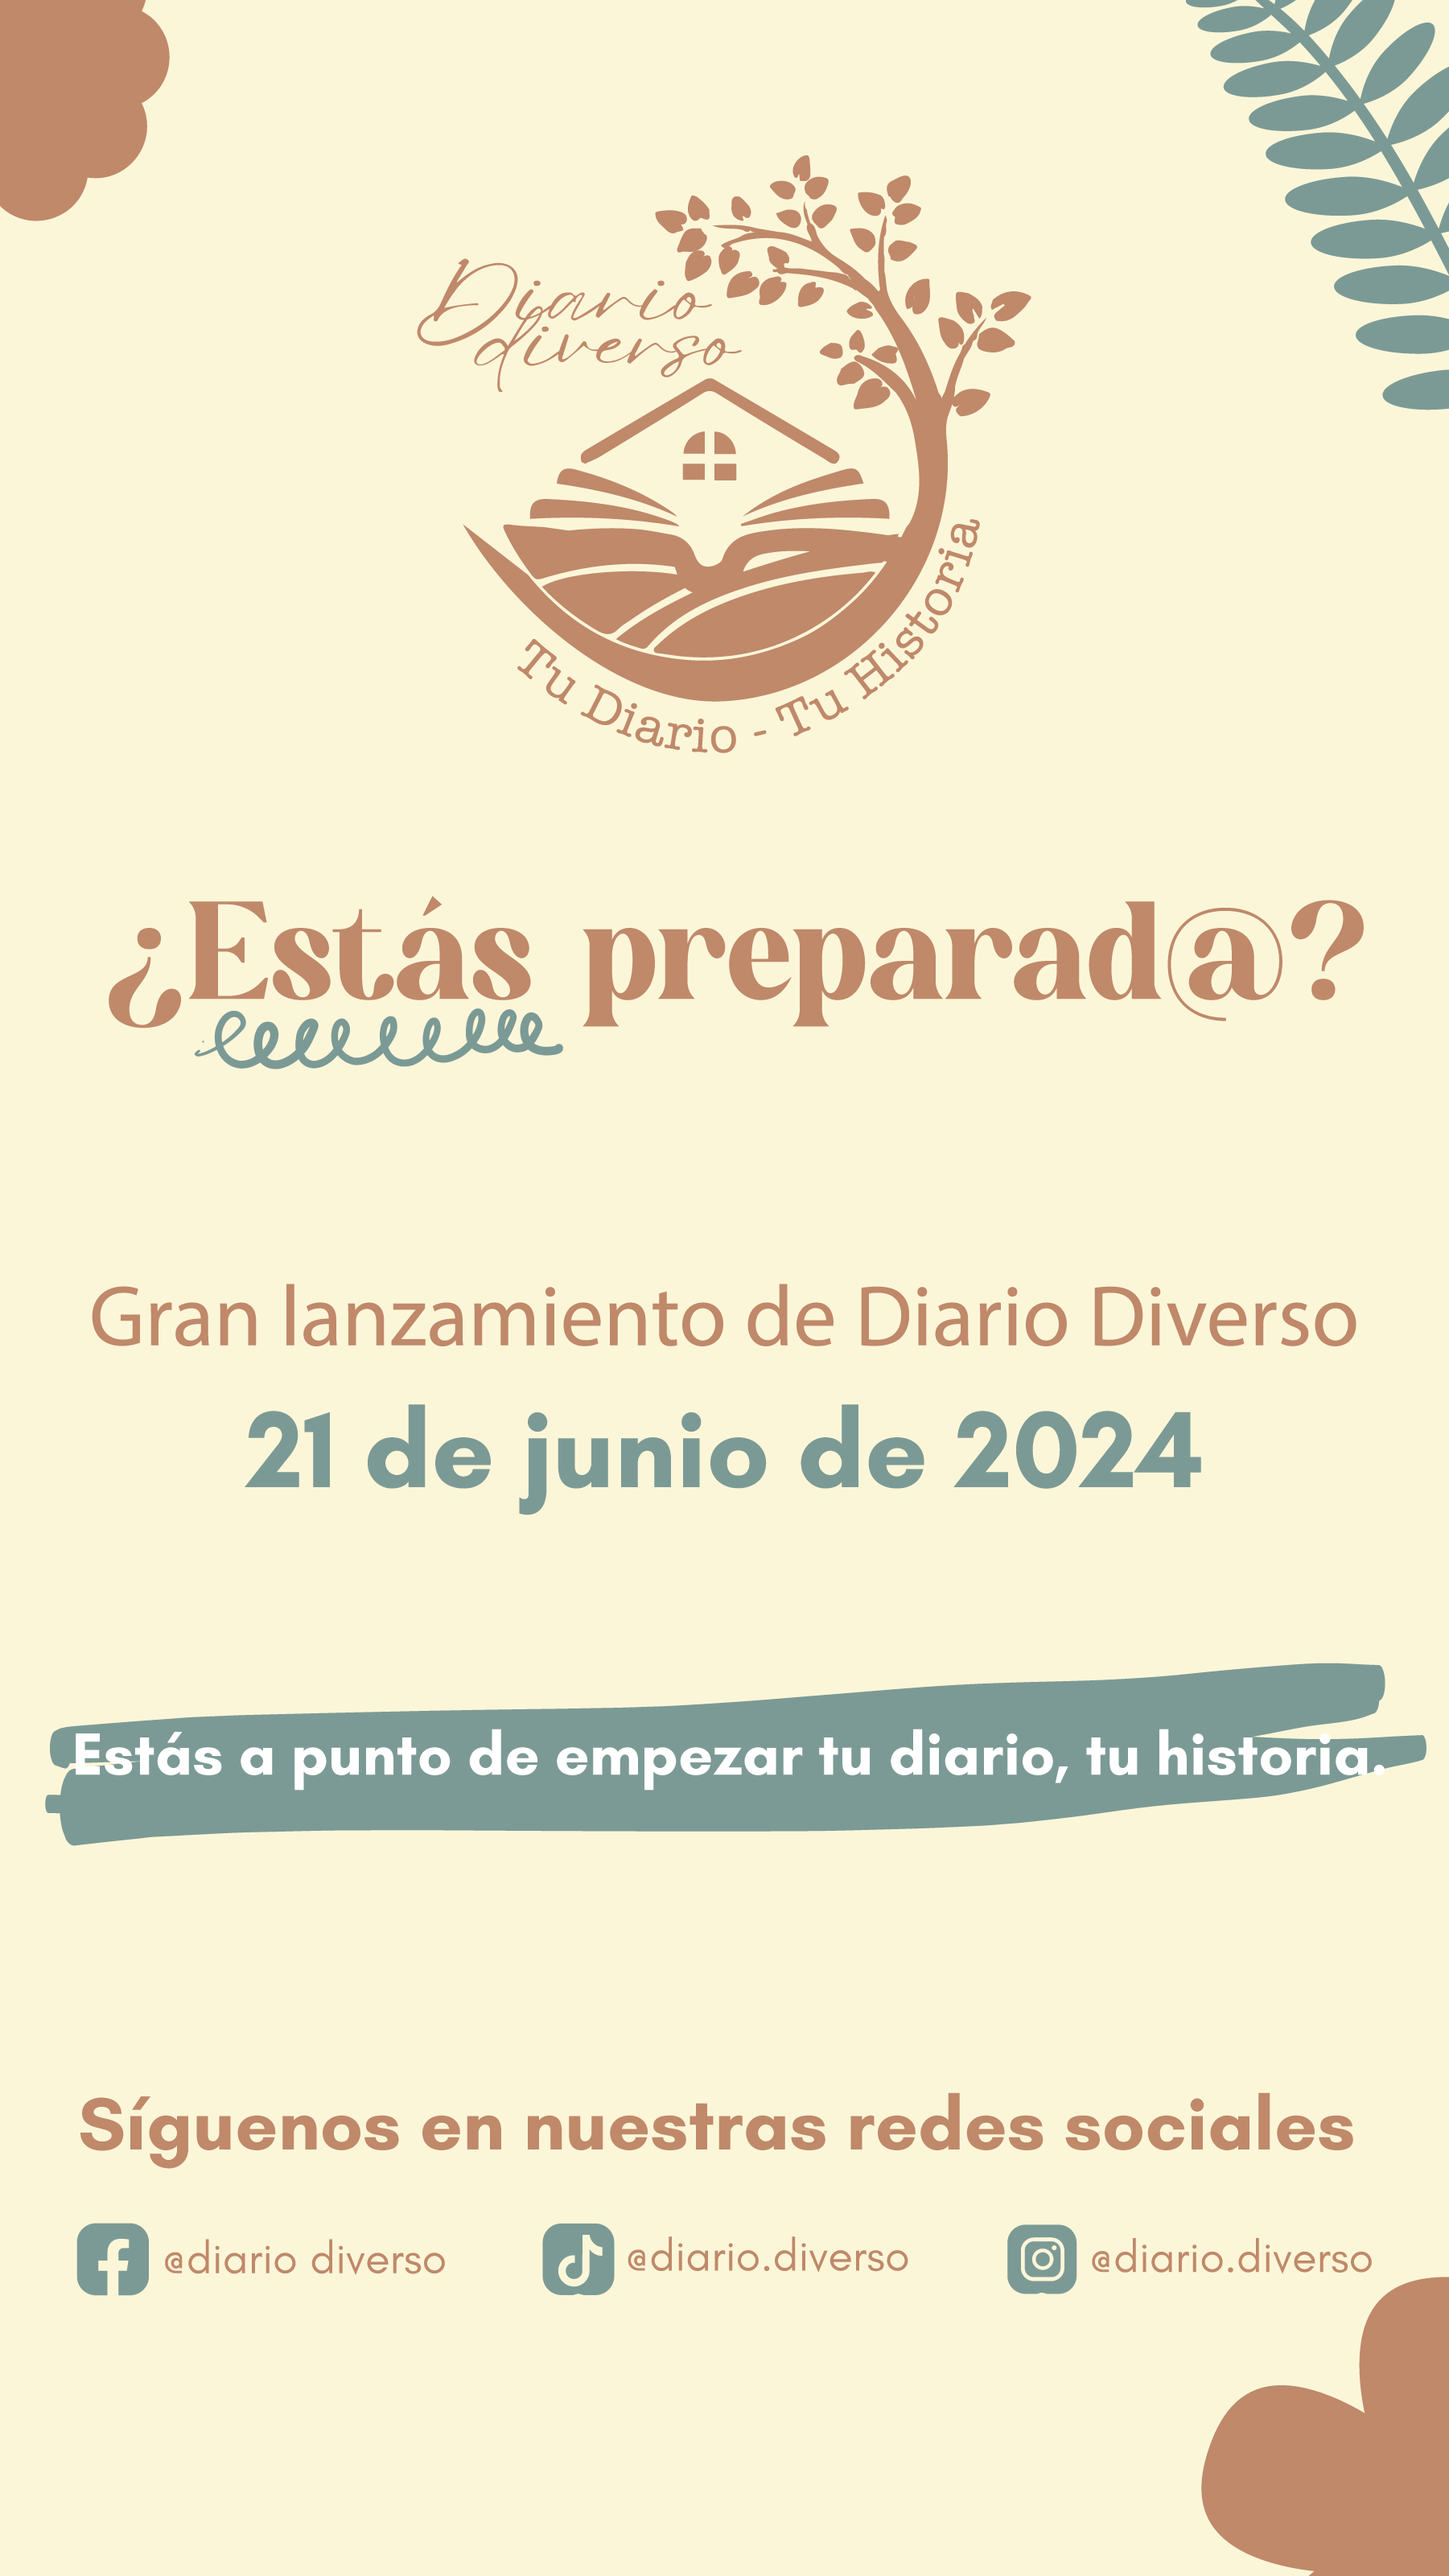 Diario
diverso
Tu Diario - Tu Historia
¿Estás preparad@?
Gran lanzamiento de Diario Diverso
21 de junio de 2024
Estás a punto de empezar tu diario, tu historia.
Síguenos en nuestras redes sociales
@diario diverso @diario.diverso @diario.diverso